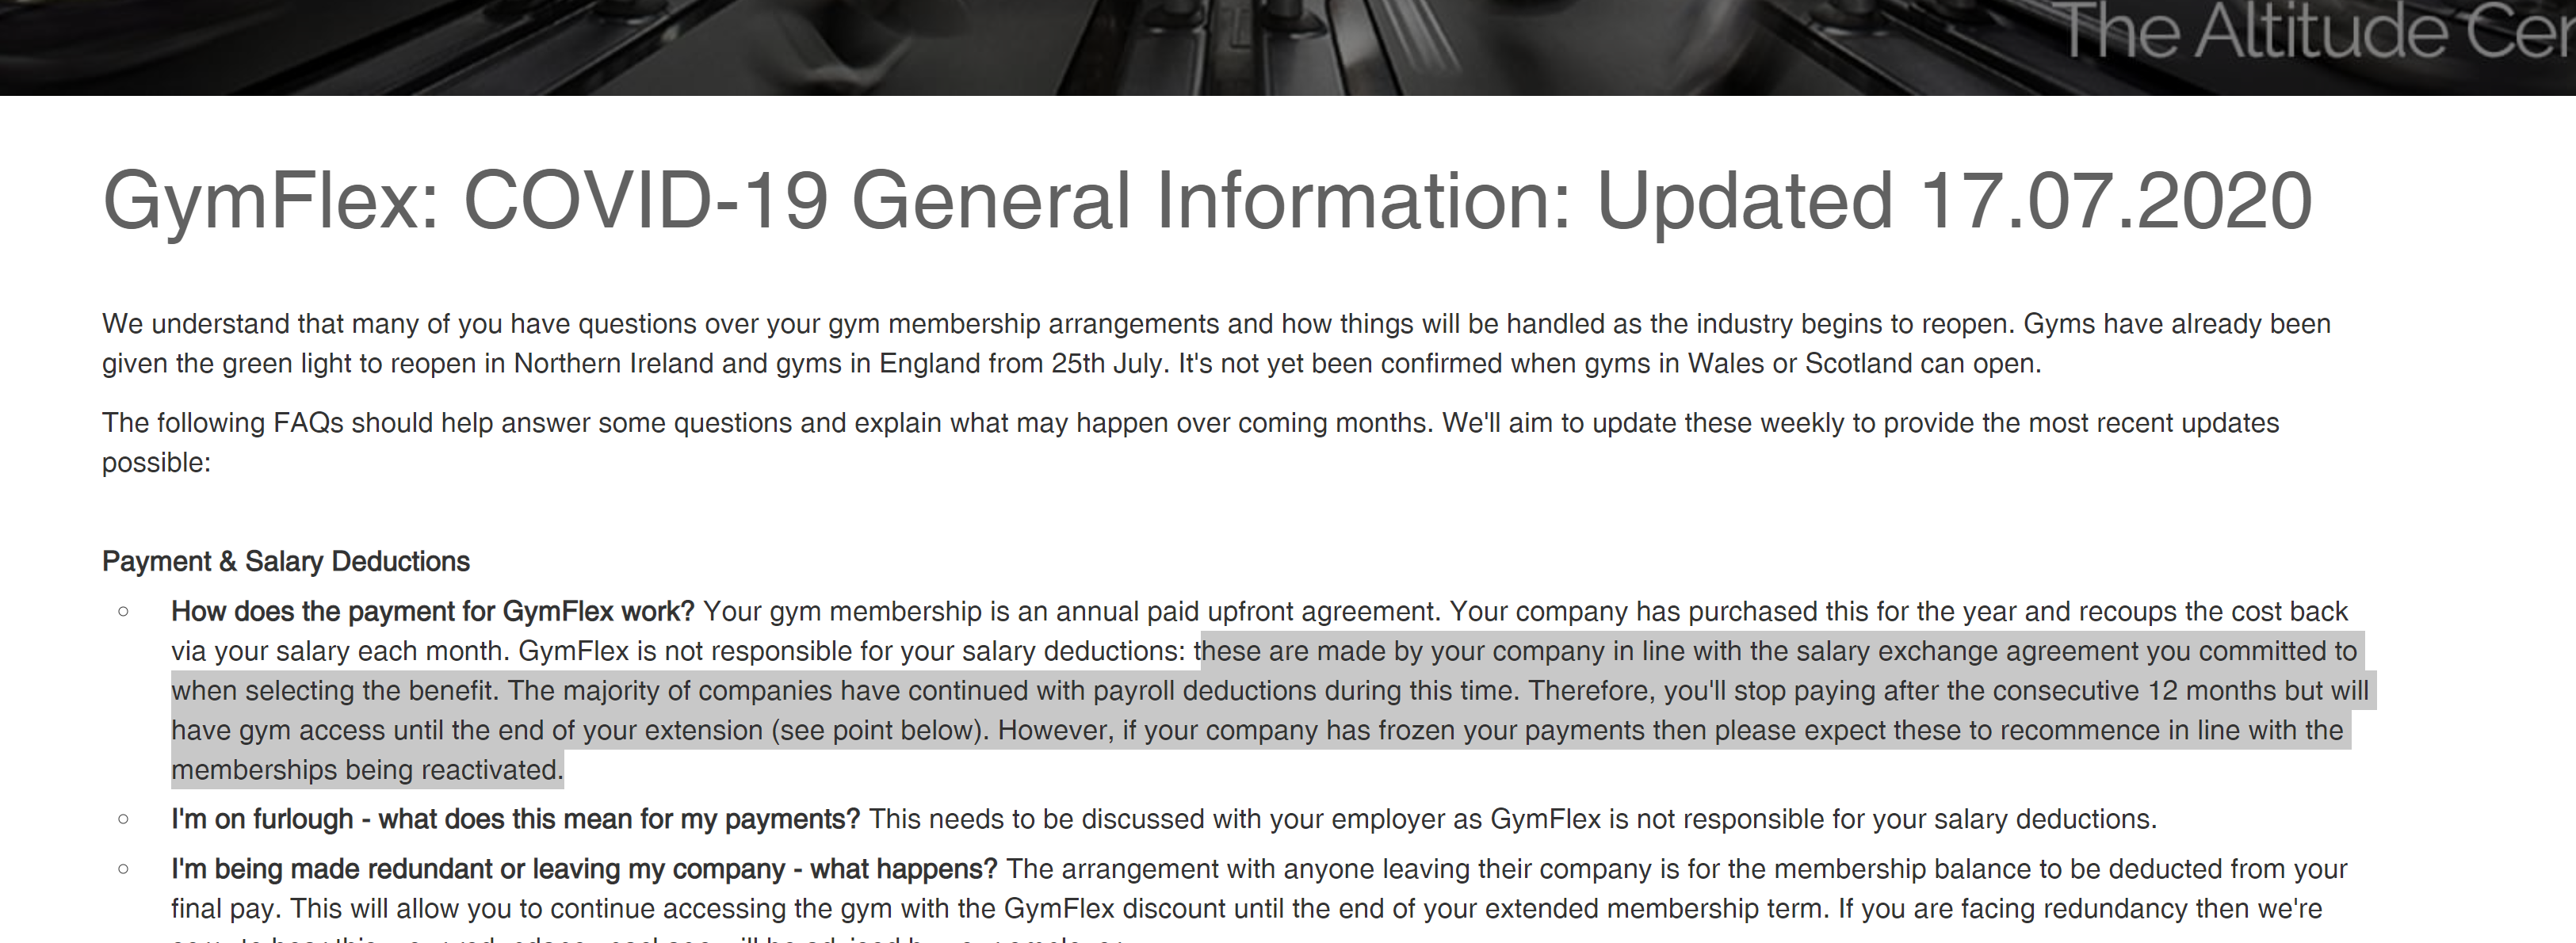 The Altitude
GymFlex: COVID-19 General Information: Updated 17.07.2020
We understand that many of you have questions over your gym membership arrangements and how things will be handled as the industry begins to reopen. Gyms have already been
given the green light to reopen in Northern Ireland and gyms in England from 25th July. It's not yet been confirmed when gyms in Wales or Scotland can open.
The following FAQs should help answer some questions and explain what may happen over coming months. We'll aim to update these weekly to provide the most recent updates
possible:
Payment & Salary Deductions
How does the payment for GymFlex work? Your gym membership is an annual paid upfront agreement. Your company has purchased this for the year and recoups the cost back
via your salary each month. GymFlex is not responsible for your salary deductions: these are made by your company in line with the salary exchange agreement you committed to
when selecting the benefit. The majority of companies have continued with payroll deductions during this time. Therefore, you'll stop paying after the consecutive 12 months but will
have gym access until the end of your extension (see point below). However, if your company has frozen your payments then please expect these to recommence in line with the
memberships being reactivated.
I'm on furlough - what does this mean for my payments? This needs to be discussed with your employer as GymFlex is not responsible for your salary deductions.
I'm being made redundant or leaving my company - what happens? The arrangement with anyone leaving their company is for the membership balance to be deducted from your
final pay. This will allow you to continue accessing the gym with the GymFlex discount until the end of your extended membership term. If you are facing redundancy then we're